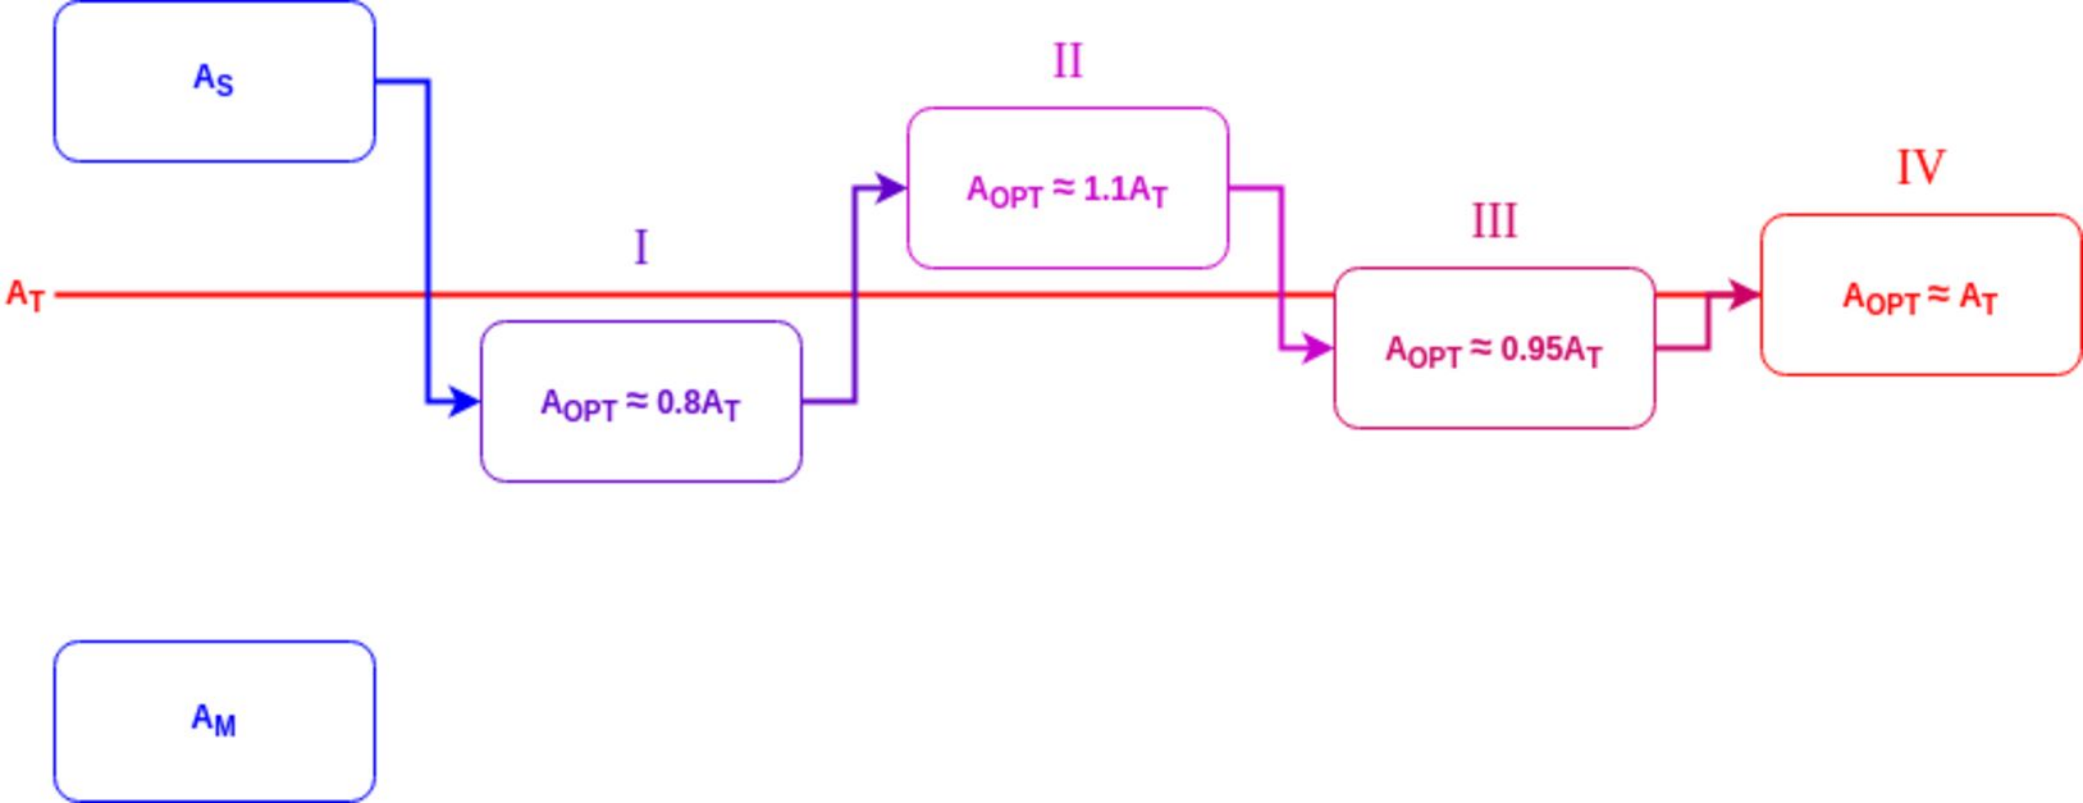 A_S
II
A_OPT ≈ 1.1A_T
IV
III
I
A_T
A_OPT ≈ A_T
A_OPT ≈ 0.95A_T
A_OPT ≈ 0.8A_T
A_M